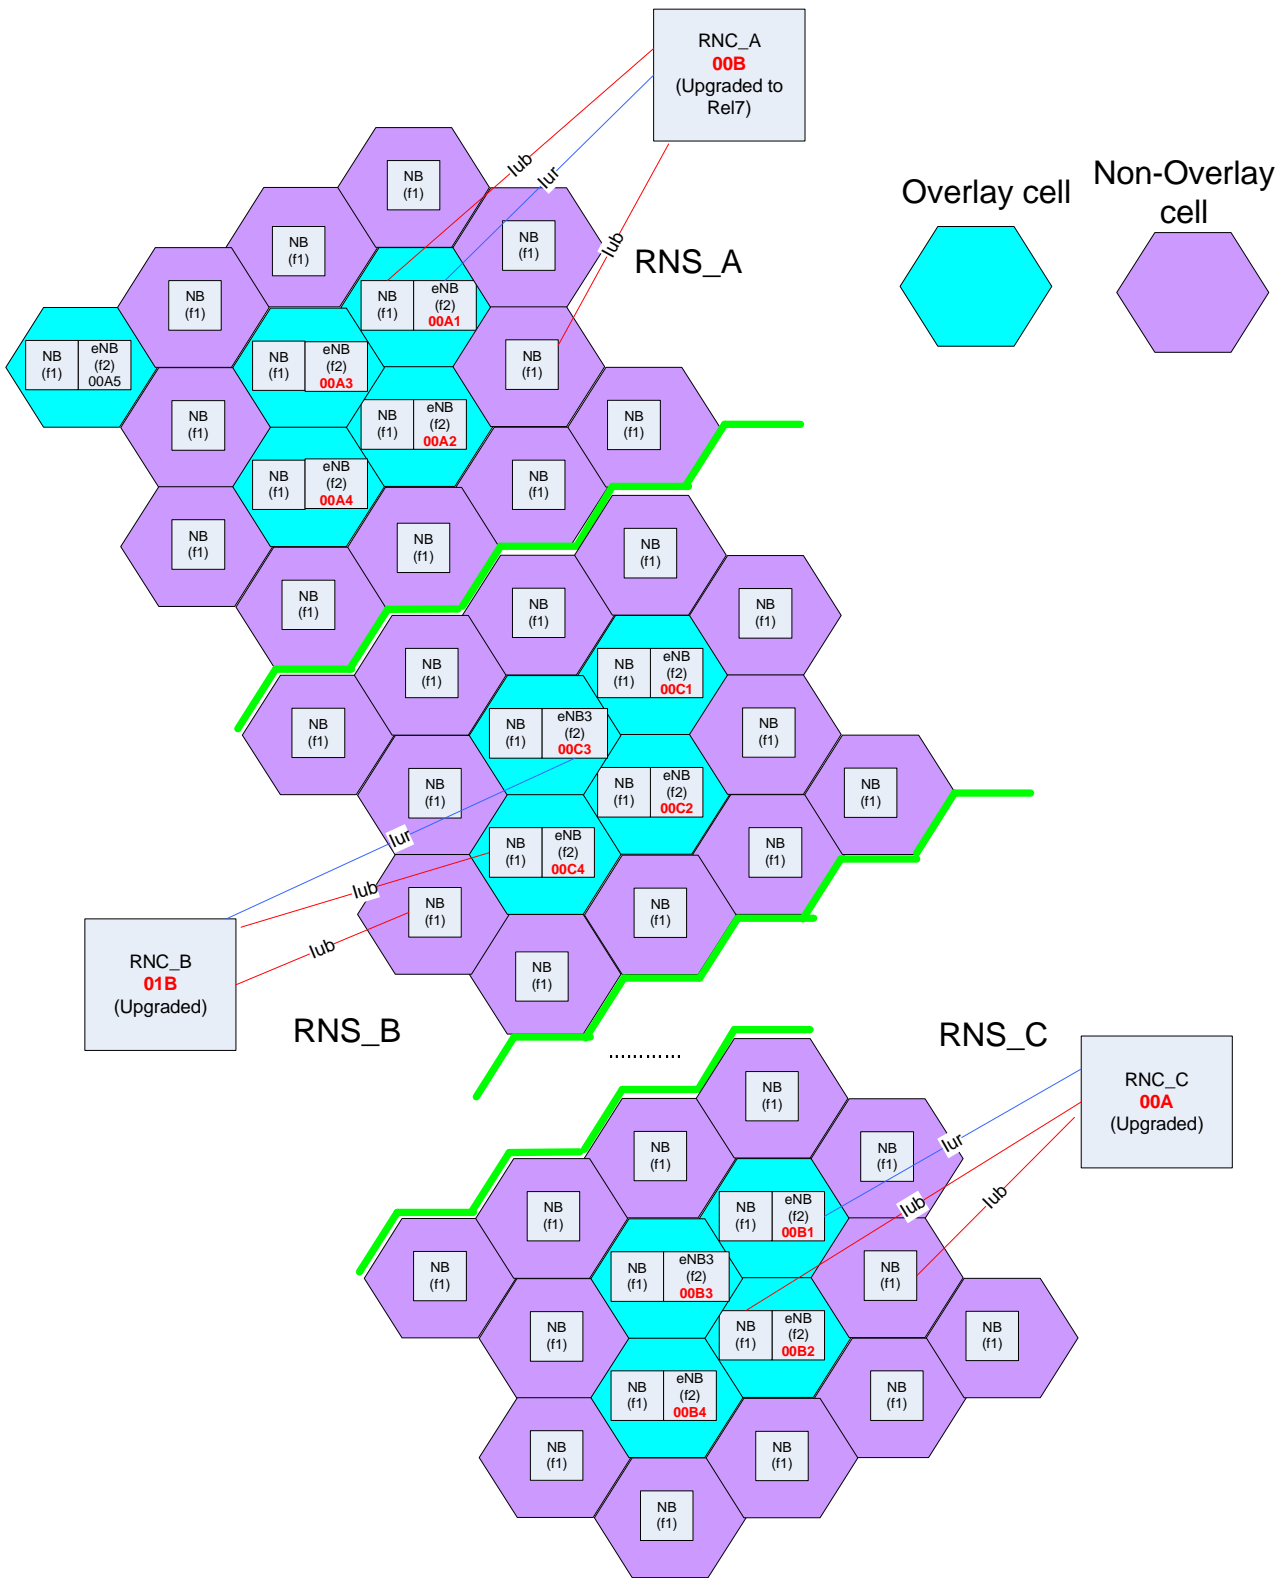 RNC_A
00B
(Upgraded to
Rel7)
Iub
Iur
Iub
Overlay cell
Non-Overlay
cell
RNS_A
NB
(f1)
NB
(f1)
NB
(f1)
NB
(f1)
NB
(f1)
eNB
(f2)
00A1
NB
(f1)
eNB
(f2)
00A5
NB
(f1)
eNB
(f2)
00A3
NB
(f1)
NB
(f1)
NB
(f1)
eNB
(f2)
00A2
NB
(f1)
NB
(f1)
eNB
(f2)
00A4
NB
(f1)
NB
(f1)
NB
(f1)
NB
(f1)
NB
(f1)
NB
(f1)
NB
(f1)
NB
(f1)
NB
(f1)
NB
(f1)
eNB
(f2)
00C1
NB
(f1)
NB
(f1)
eNB3
(f2)
00C3
NB
(f1)
NB
(f1)
NB
(f1)
eNB
(f2)
00C2
NB
(f1)
NB
(f1)
eNB
(f2)
00C4
NB
(f1)
NB
(f1)
NB
(f1)
NB
(f1)
Iur
Iub
Iub
RNC_B
01B
(Upgraded)
RNS_B
............
RNS_C
RNC_C
00A
(Upgraded)
Iur
Iub
Iub
NB
(f1)
NB
(f1)
NB
(f1)
NB
(f1)
NB
(f1)
eNB
(f2)
00B1
NB
(f1)
NB
(f1)
eNB3
(f2)
00B3
NB
(f1)
NB
(f1)
NB
(f1)
eNB
(f2)
00B2
NB
(f1)
NB
(f1)
eNB
(f2)
00B4
NB
(f1)
NB
(f1)
NB
(f1)
NB
(f1)